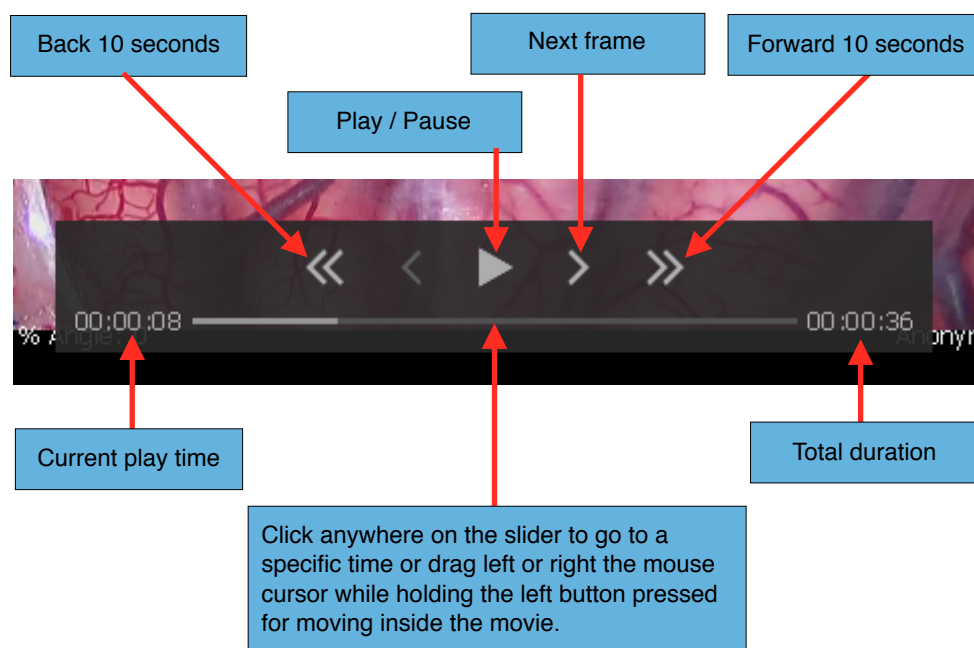 Back 10 seconds
Next frame
Forward 10 seconds
Play / Pause
00:00:08
00:00:36
% Angle: 0
Current play time
Total duration
Click anywhere on the slider to go to a
specific time or drag left or right the mouse
cursor while holding the left button pressed
for moving inside the movie.